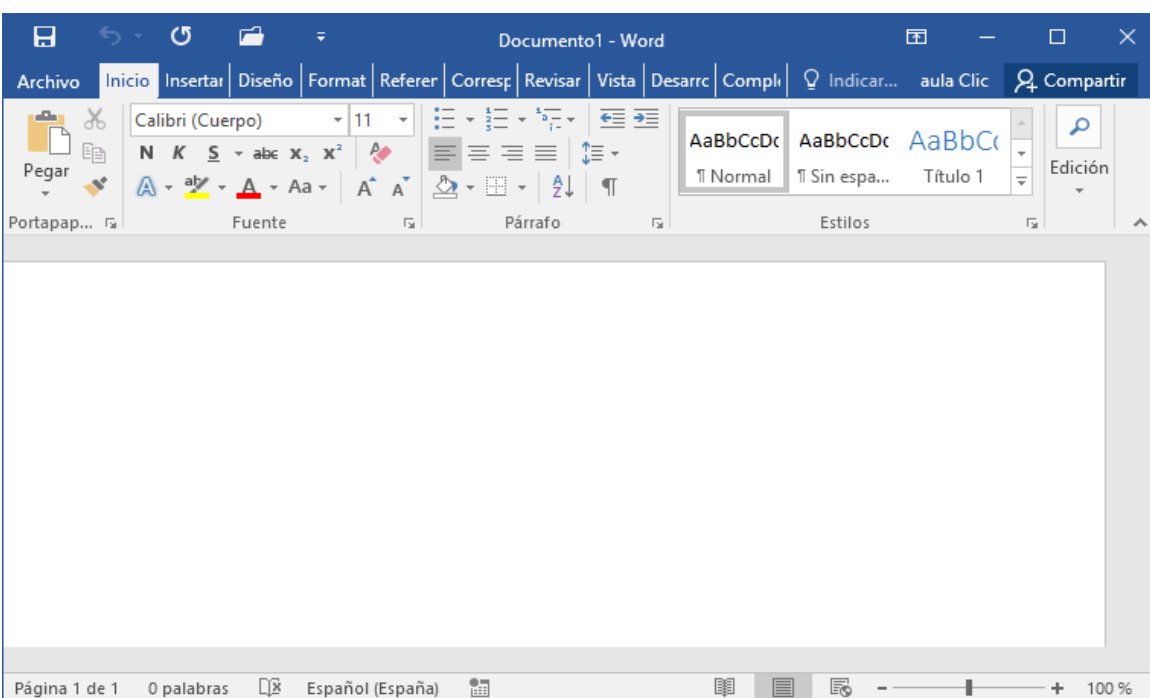 Documento1 - Word
Archivo Inicio Insertar Diseño Format Referer Corresp Revisar Vista Desarrc Comple Indicar... aula Clic Compartir
Calibri (Cuerpo) 11
AaBbCcDc AaBbCcDc AaBbC
N K S abc x₂ x²
Pegar
¶ Normal ¶ Sin espa... Título 1
Edición
A aby A Aa A A
Portapap... Fuente Párrafo Estilos
Página 1 de 1 0 palabras Español (España) 100 %